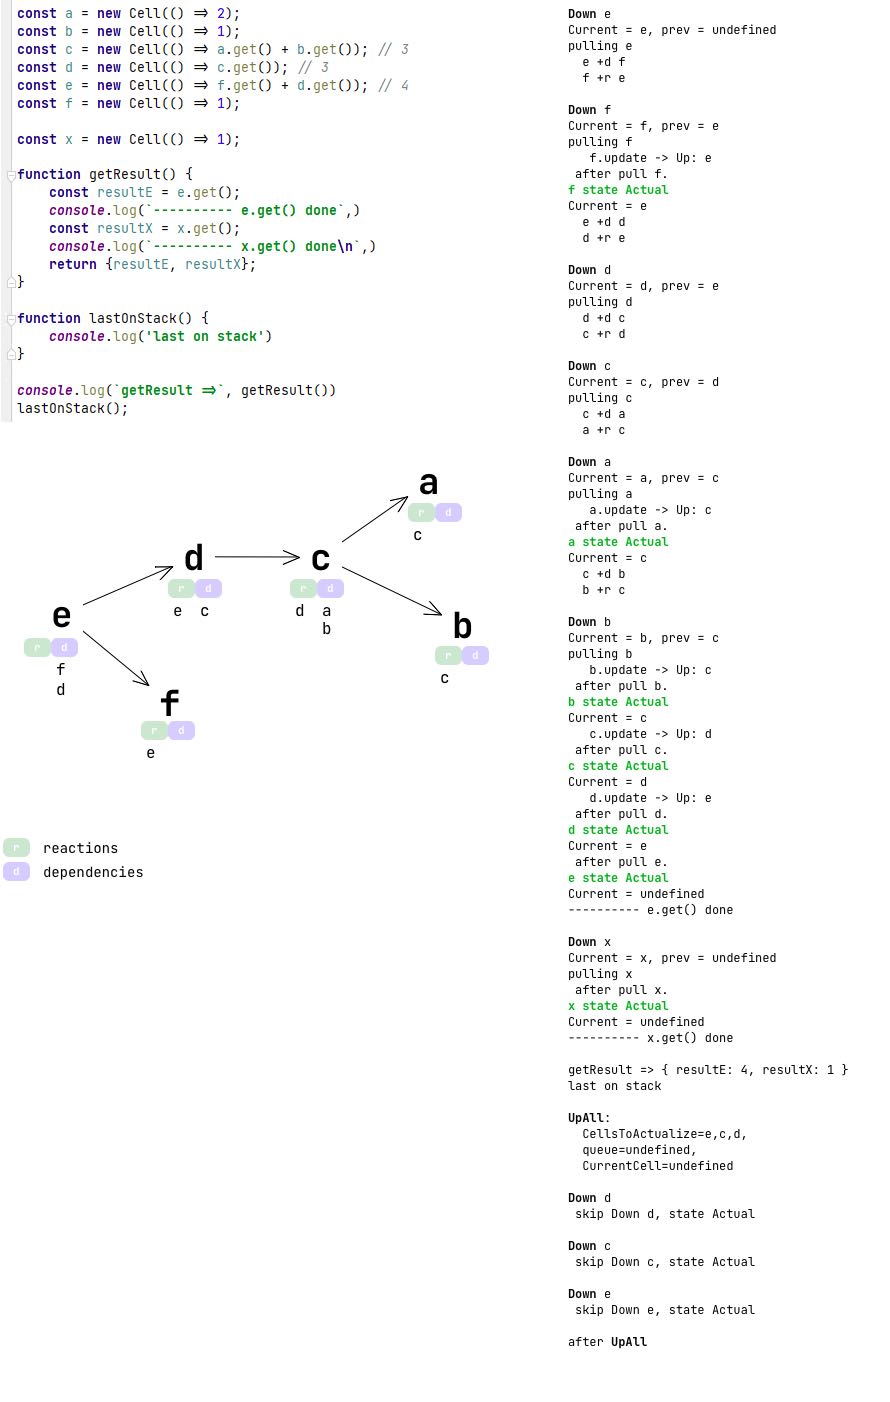 const a = new Cell(() => 2);
const b = new Cell(() => 1);
const c = new Cell(() => a.get() + b.get()); // 3
const d = new Cell(() => c.get()); // 3
const e = new Cell(() => f.get() + d.get()); // 4
const f = new Cell(() => 1);

const x = new Cell(() => 1);

function getResult() {
    const resultE = e.get();
    console.log(`---------- e.get() done`,)
    const resultX = x.get();
    console.log(`---------- x.get() done\n`,)
    return {resultE, resultX};
}

function lastOnStack() {
    console.log('last on stack')
}

console.log(`getResult =>`, getResult())
lastOnStack();

a
r d
c
d
r d
e c
c
r d
d a
b
e
r d
f
d
b
r d
c
f
r d
e
r reactions
d dependencies

Down e
Current = e, prev = undefined
pulling e
  e +d f
  f +r e

Down f
Current = f, prev = e
pulling f
   f.update -> Up: e
 after pull f.
f state Actual
Current = e
  e +d d
  d +r e

Down d
Current = d, prev = e
pulling d
  d +d c
  c +r d

Down c
Current = c, prev = d
pulling c
  c +d a
  a +r c

Down a
Current = a, prev = c
pulling a
   a.update -> Up: c
 after pull a.
a state Actual
Current = c
  c +d b
  b +r c

Down b
Current = b, prev = c
pulling b
   b.update -> Up: c
 after pull b.
b state Actual
Current = c
   c.update -> Up: d
 after pull c.
c state Actual
Current = d
   d.update -> Up: e
 after pull d.
d state Actual
Current = e
 after pull e.
e state Actual
Current = undefined
---------- e.get() done

Down x
Current = x, prev = undefined
pulling x
 after pull x.
x state Actual
Current = undefined
---------- x.get() done

getResult => { resultE: 4, resultX: 1 }
last on stack

UpAll:
  CellsToActualize=e,c,d,
  queue=undefined,
  CurrentCell=undefined

Down d
 skip Down d, state Actual

Down c
 skip Down c, state Actual

Down e
 skip Down e, state Actual

after UpAll